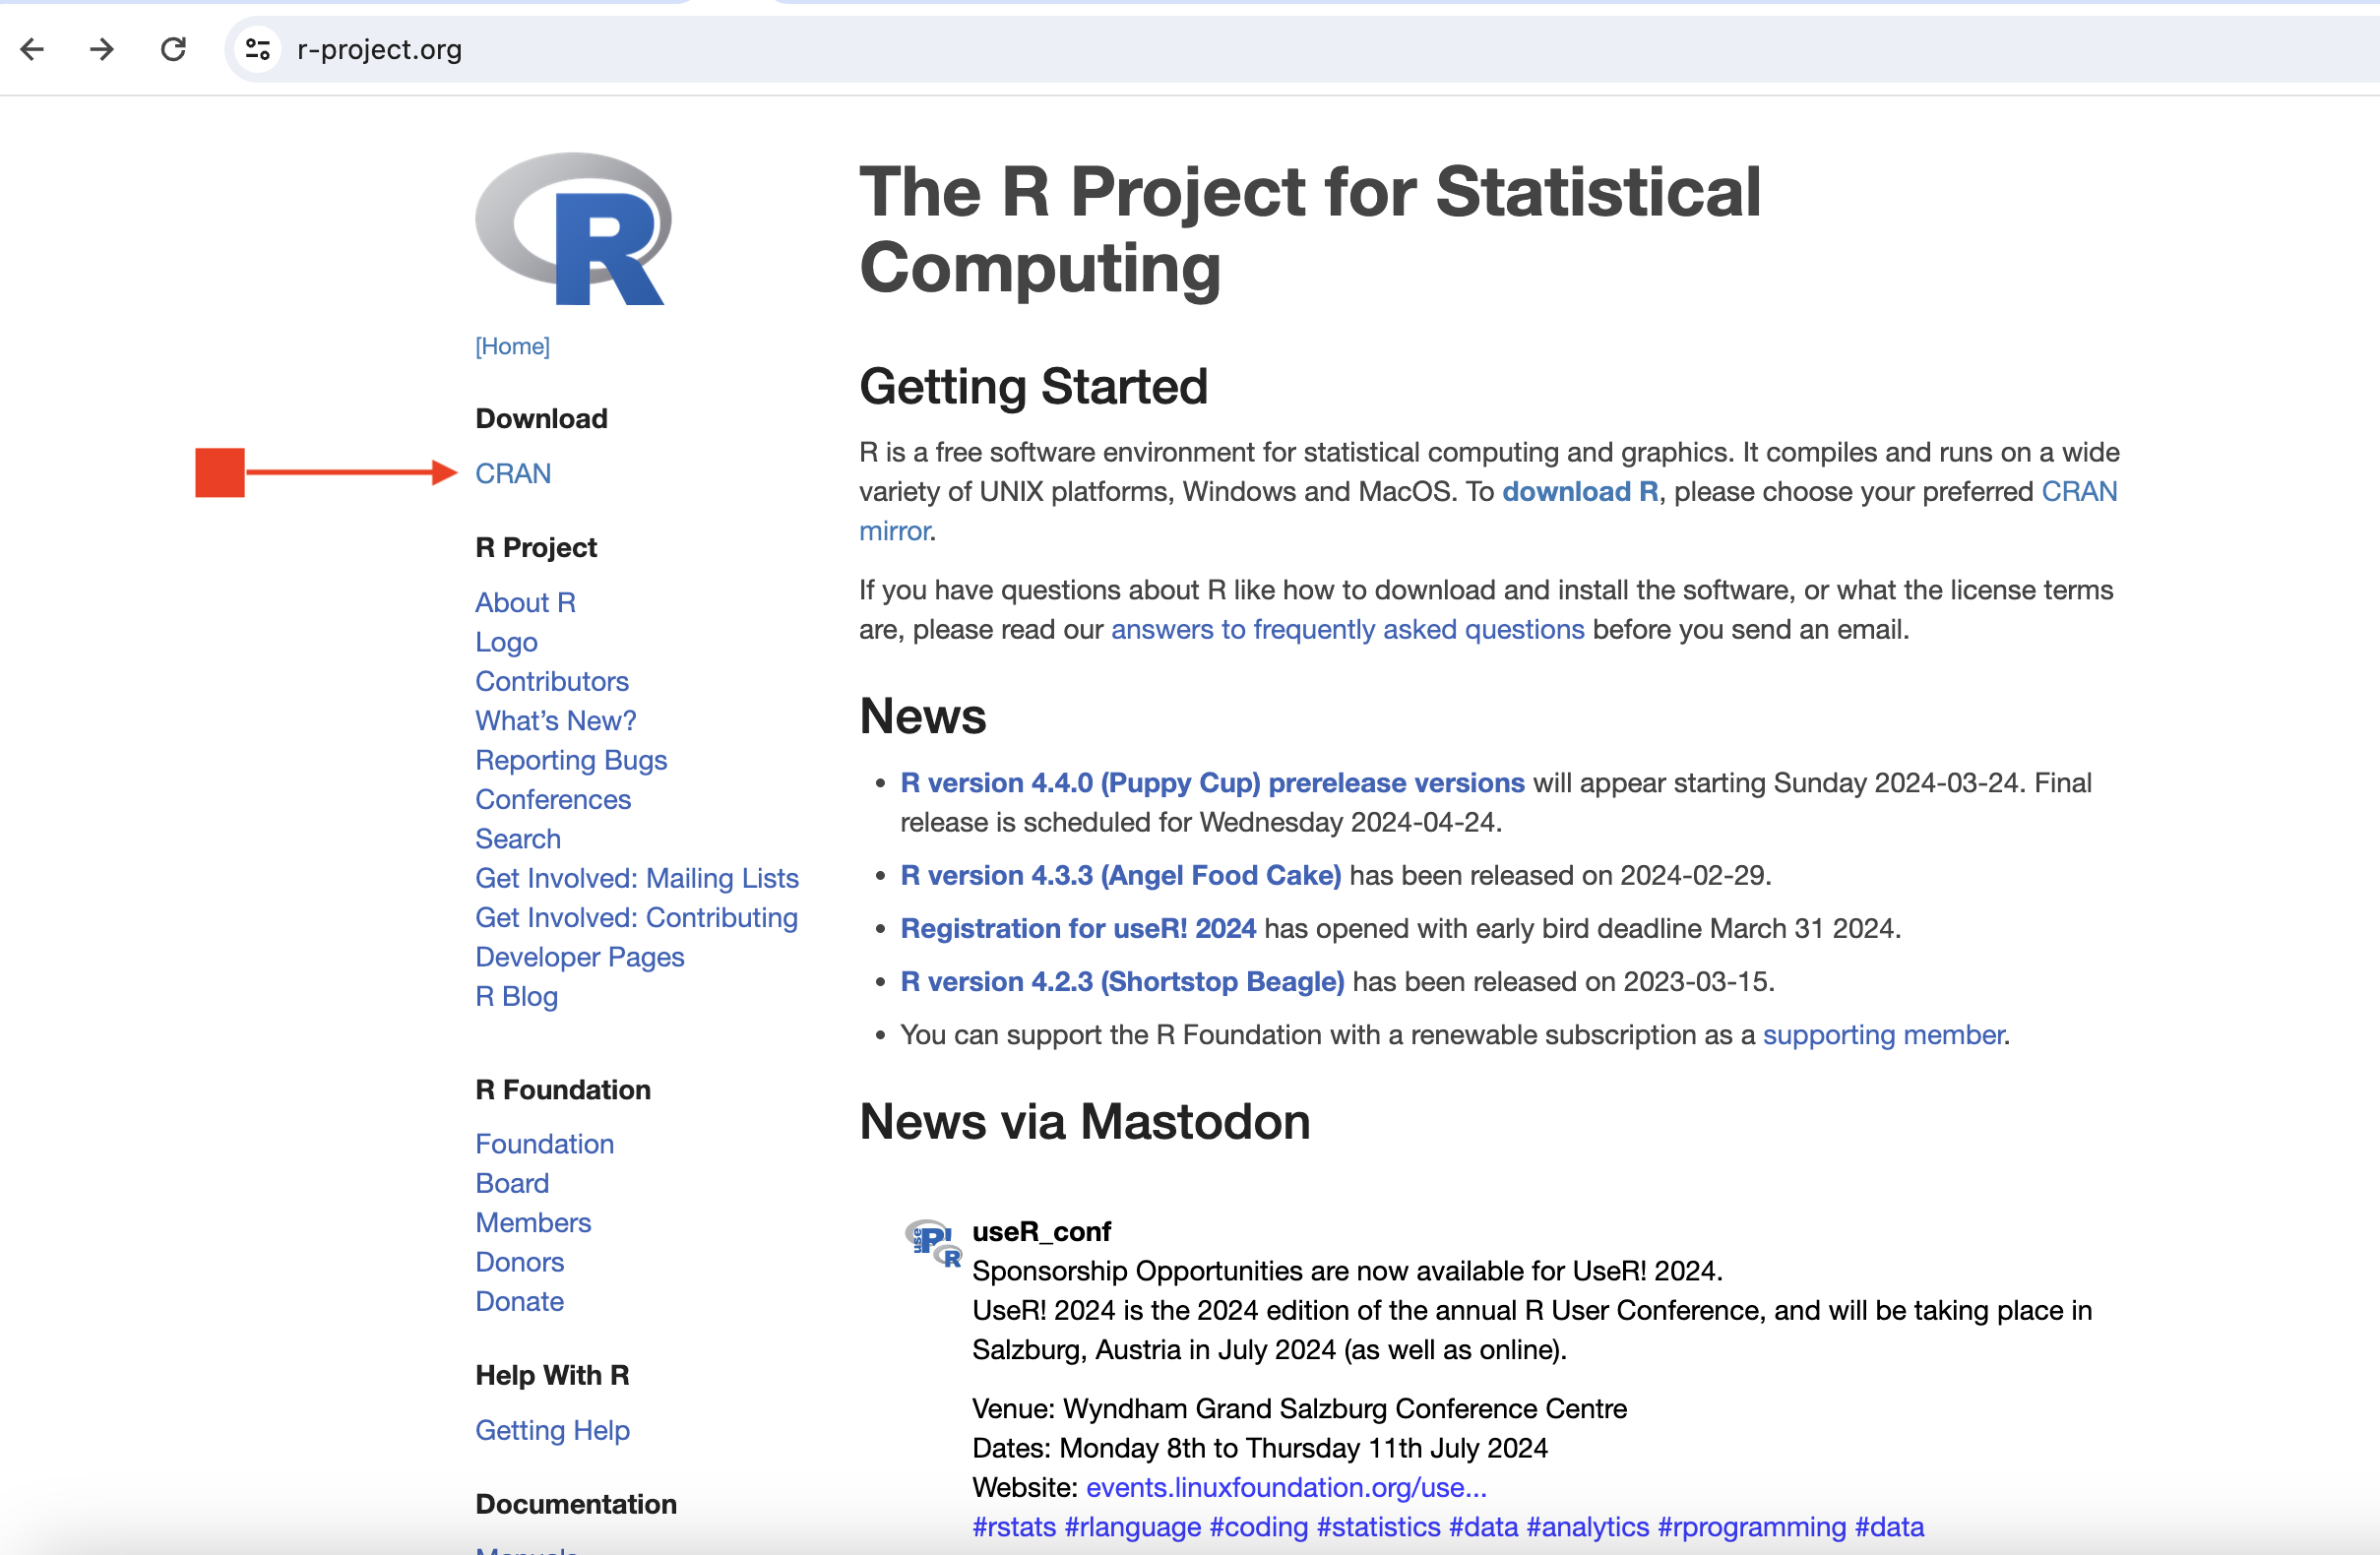 r-project.org
R
[Home]
Download
CRAN
R Project
About R
Logo
Contributors
What’s New?
Reporting Bugs
Conferences
Search
Get Involved: Mailing Lists
Get Involved: Contributing
Developer Pages
R Blog
R Foundation
Foundation
Board
Members
Donors
Donate
Help With R
Getting Help
Documentation
Manuals
The R Project for Statistical
Computing
Getting Started
R is a free software environment for statistical computing and graphics. It compiles and runs on a wide
variety of UNIX platforms, Windows and MacOS. To download R, please choose your preferred CRAN
mirror.
If you have questions about R like how to download and install the software, or what the license terms
are, please read our answers to frequently asked questions before you send an email.
News
• R version 4.4.0 (Puppy Cup) prerelease versions will appear starting Sunday 2024-03-24. Final
release is scheduled for Wednesday 2024-04-24.
• R version 4.3.3 (Angel Food Cake) has been released on 2024-02-29.
• Registration for useR! 2024 has opened with early bird deadline March 31 2024.
• R version 4.2.3 (Shortstop Beagle) has been released on 2023-03-15.
• You can support the R Foundation with a renewable subscription as a supporting member.
News via Mastodon
useR_conf
Sponsorship Opportunities are now available for UseR! 2024.
UseR! 2024 is the 2024 edition of the annual R User Conference, and will be taking place in
Salzburg, Austria in July 2024 (as well as online).
Venue: Wyndham Grand Salzburg Conference Centre
Dates: Monday 8th to Thursday 11th July 2024
Website: events.linuxfoundation.org/use...
#rstats #rlanguage #coding #statistics #data #analytics #rprogramming #data